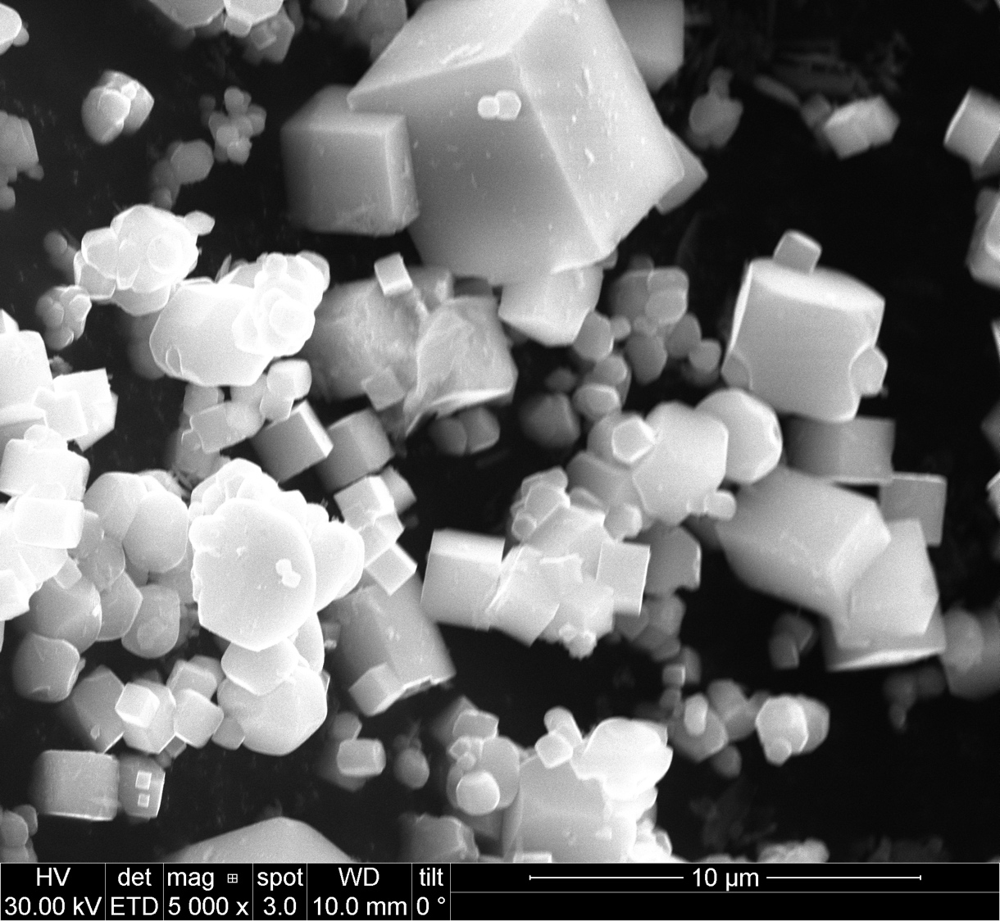 HV det mag ⊞ spot WD tilt
30.00 kV ETD 5 000 x 3.0 10.0 mm 0 °
10 µm